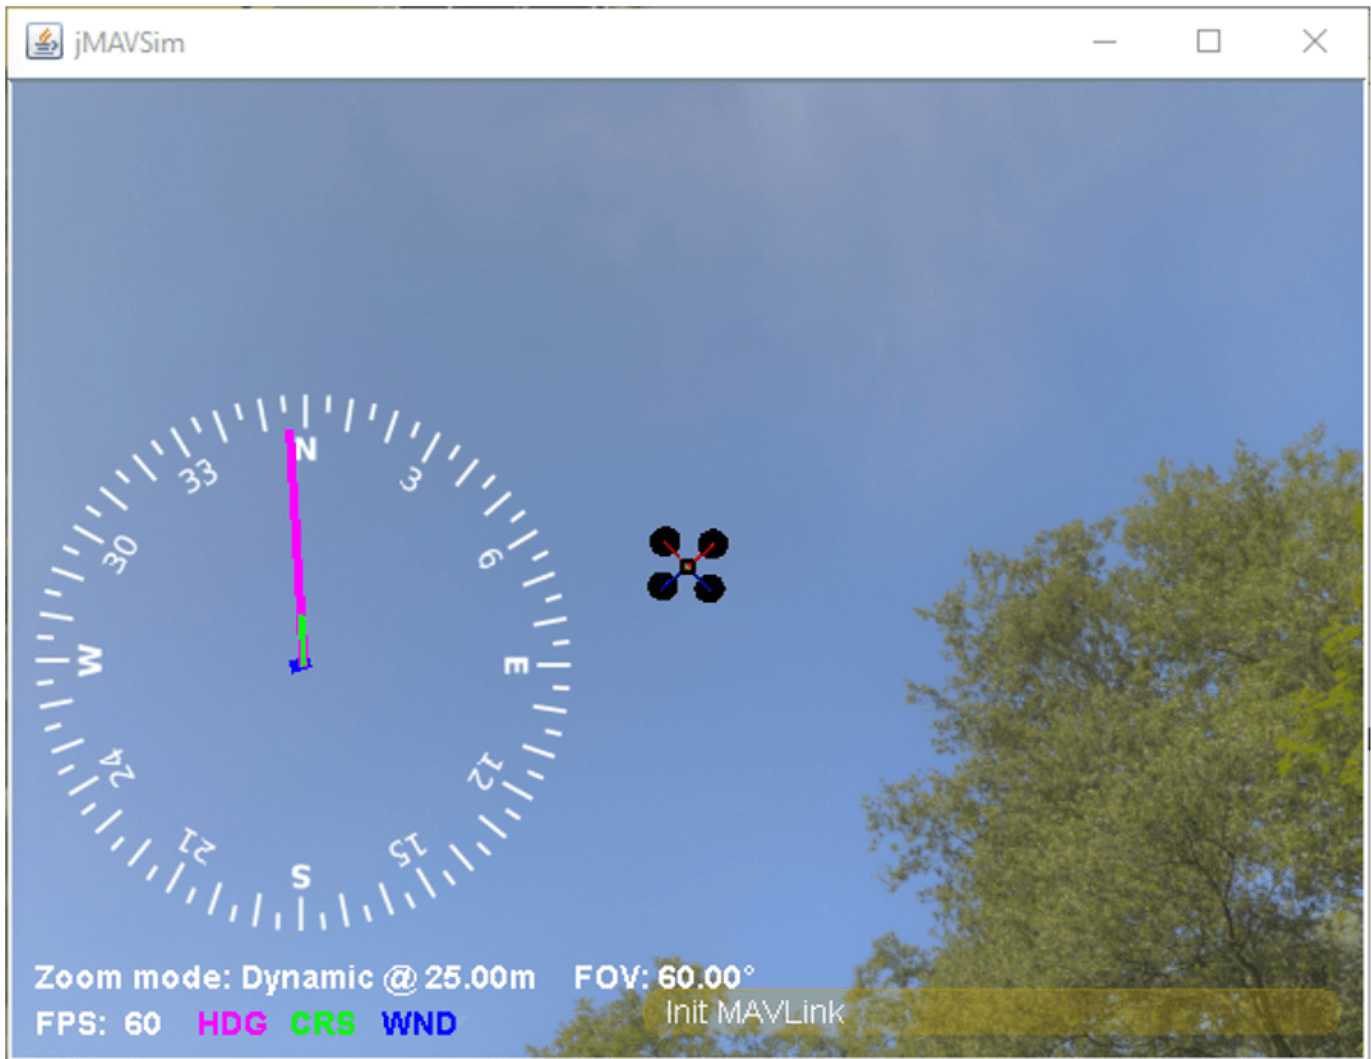 jMAVSim
N
33
3
30
6
W
E
24
12
21
15
S
Zoom mode: Dynamic @ 25.00m FOV: 60.00°
Init MAVLink
FPS: 60 HDG CRS WND